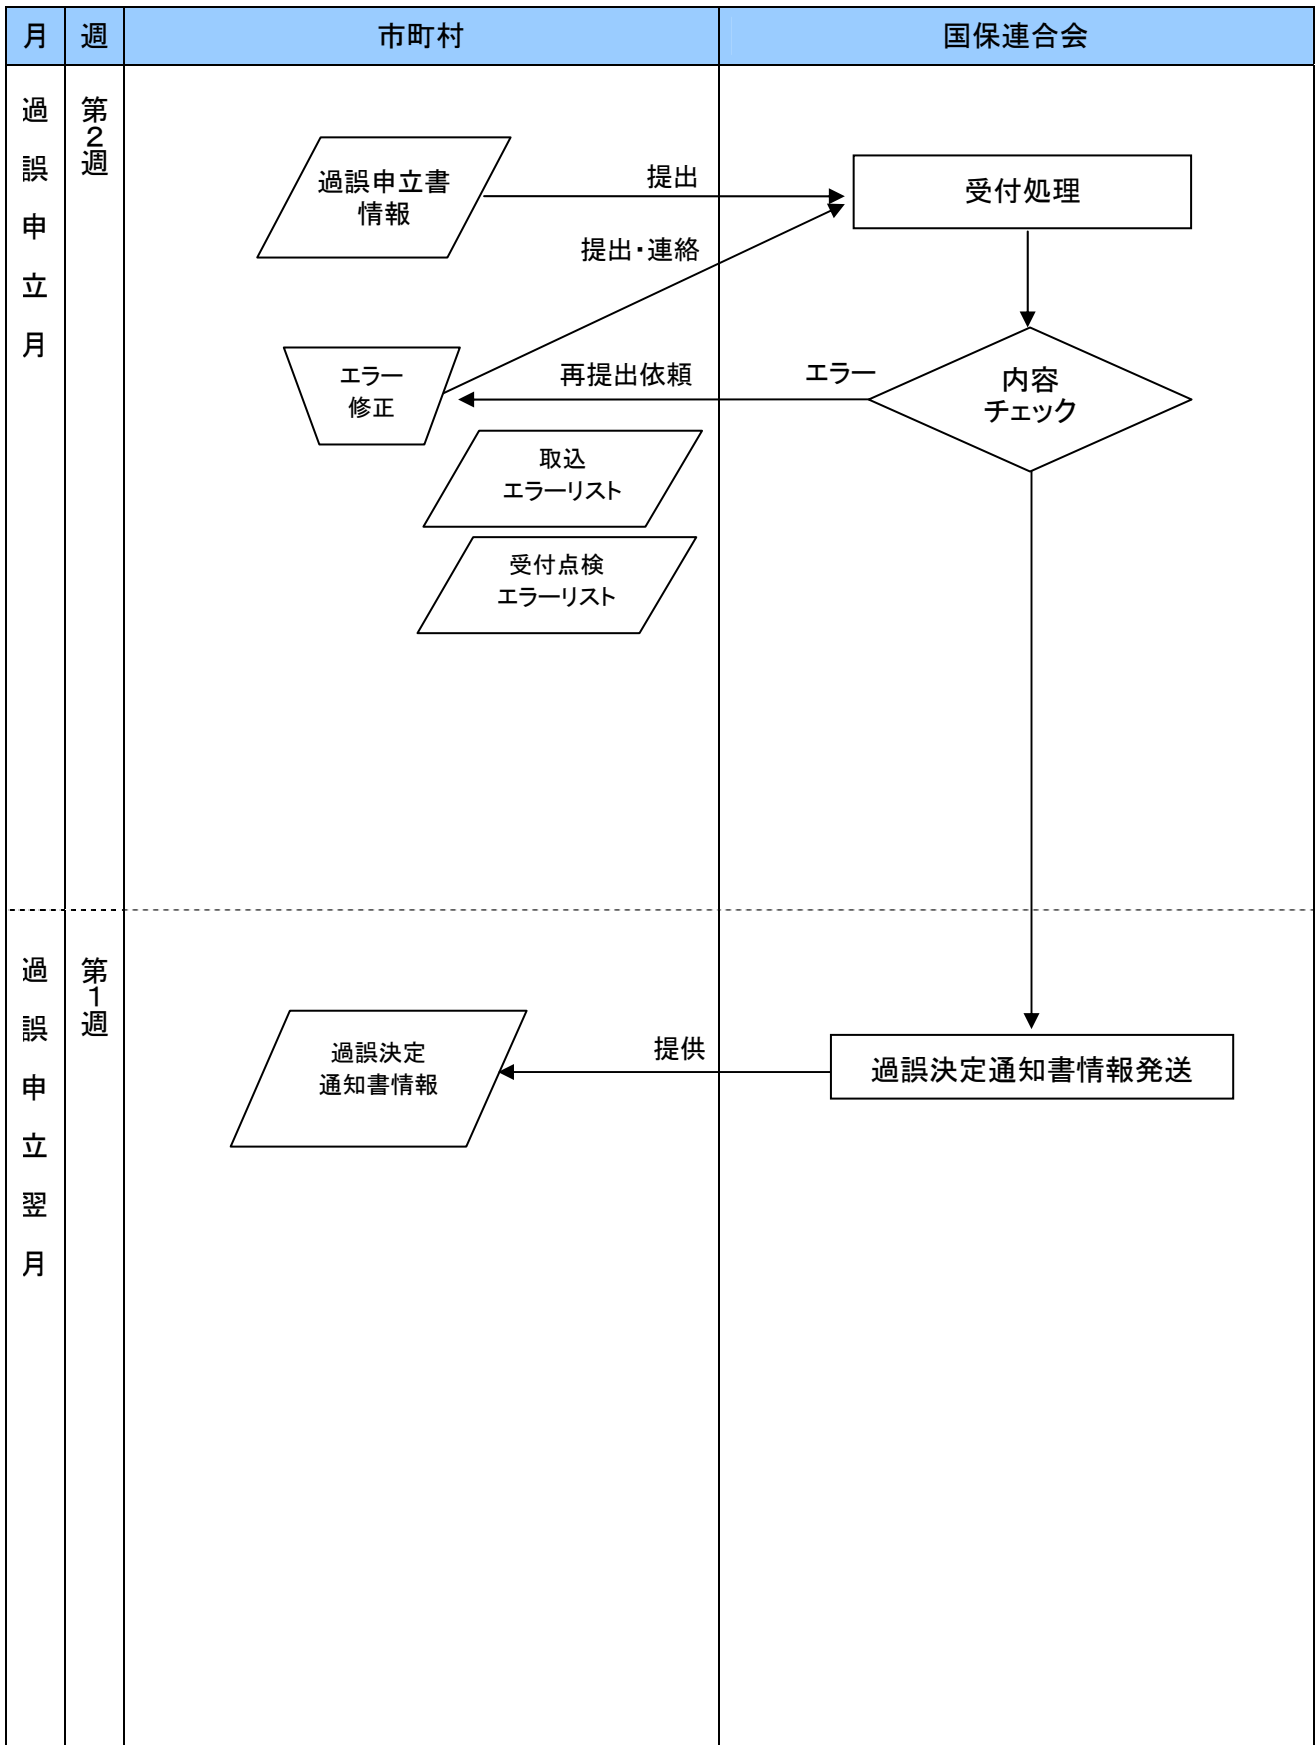 月 週 市町村 国保連合会
過誤申立月
第2週
過誤申立書
情報
提出
受付処理
提出・連絡
エラー
修正
再提出依頼
エラー
内容
チェック
取込
エラーリスト
受付点検
エラーリスト
過誤申立翌月
第1週
過誤決定
通知書情報
提供
過誤決定通知書情報発送